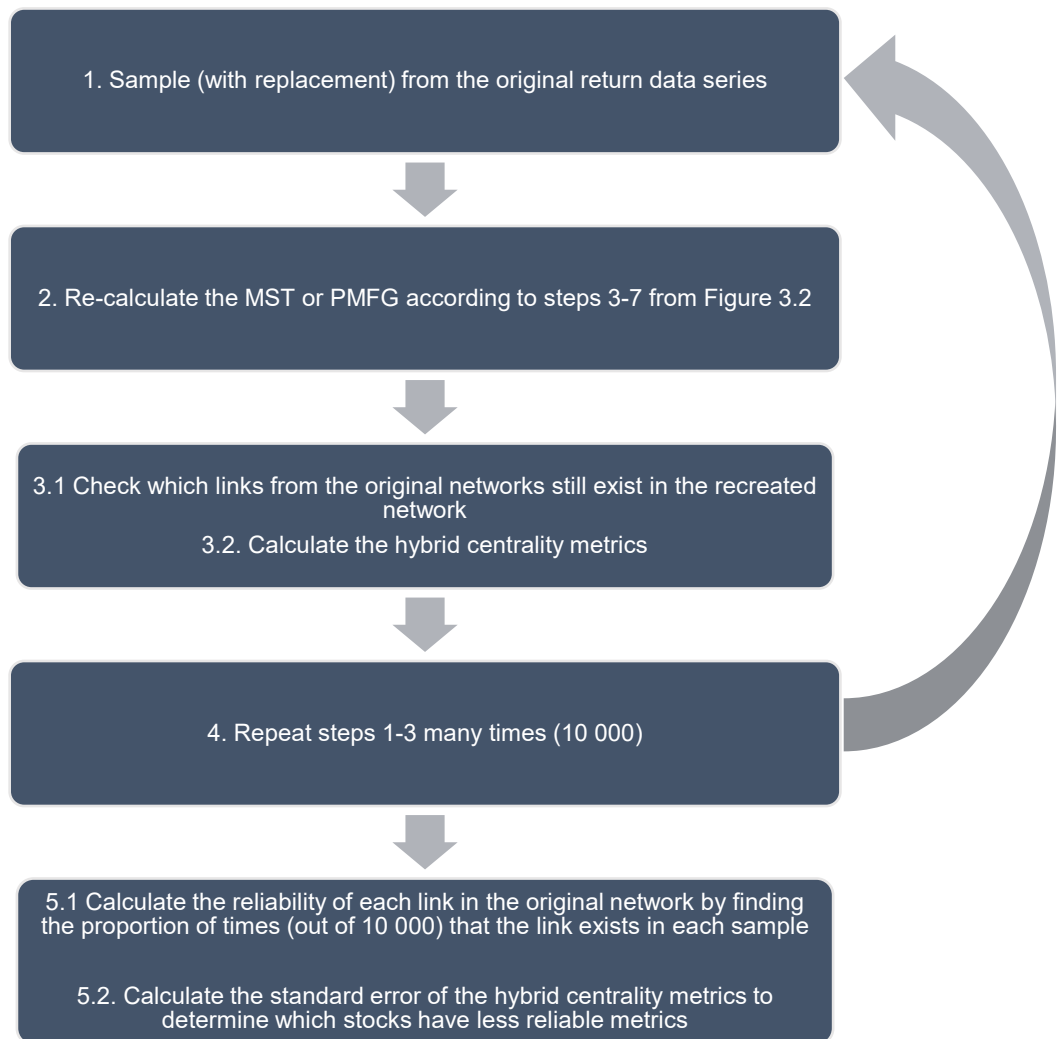 1. Sample (with replacement) from the original return data series
2. Re-calculate the MST or PMFG according to steps 3-7 from Figure 3.2
3.1 Check which links from the original networks still exist in the recreated
network
3.2. Calculate the hybrid centrality metrics
4. Repeat steps 1-3 many times (10 000)
5.1 Calculate the reliability of each link in the original network by finding
the proportion of times (out of 10 000) that the link exists in each sample
5.2. Calculate the standard error of the hybrid centrality metrics to
determine which stocks have less reliable metrics